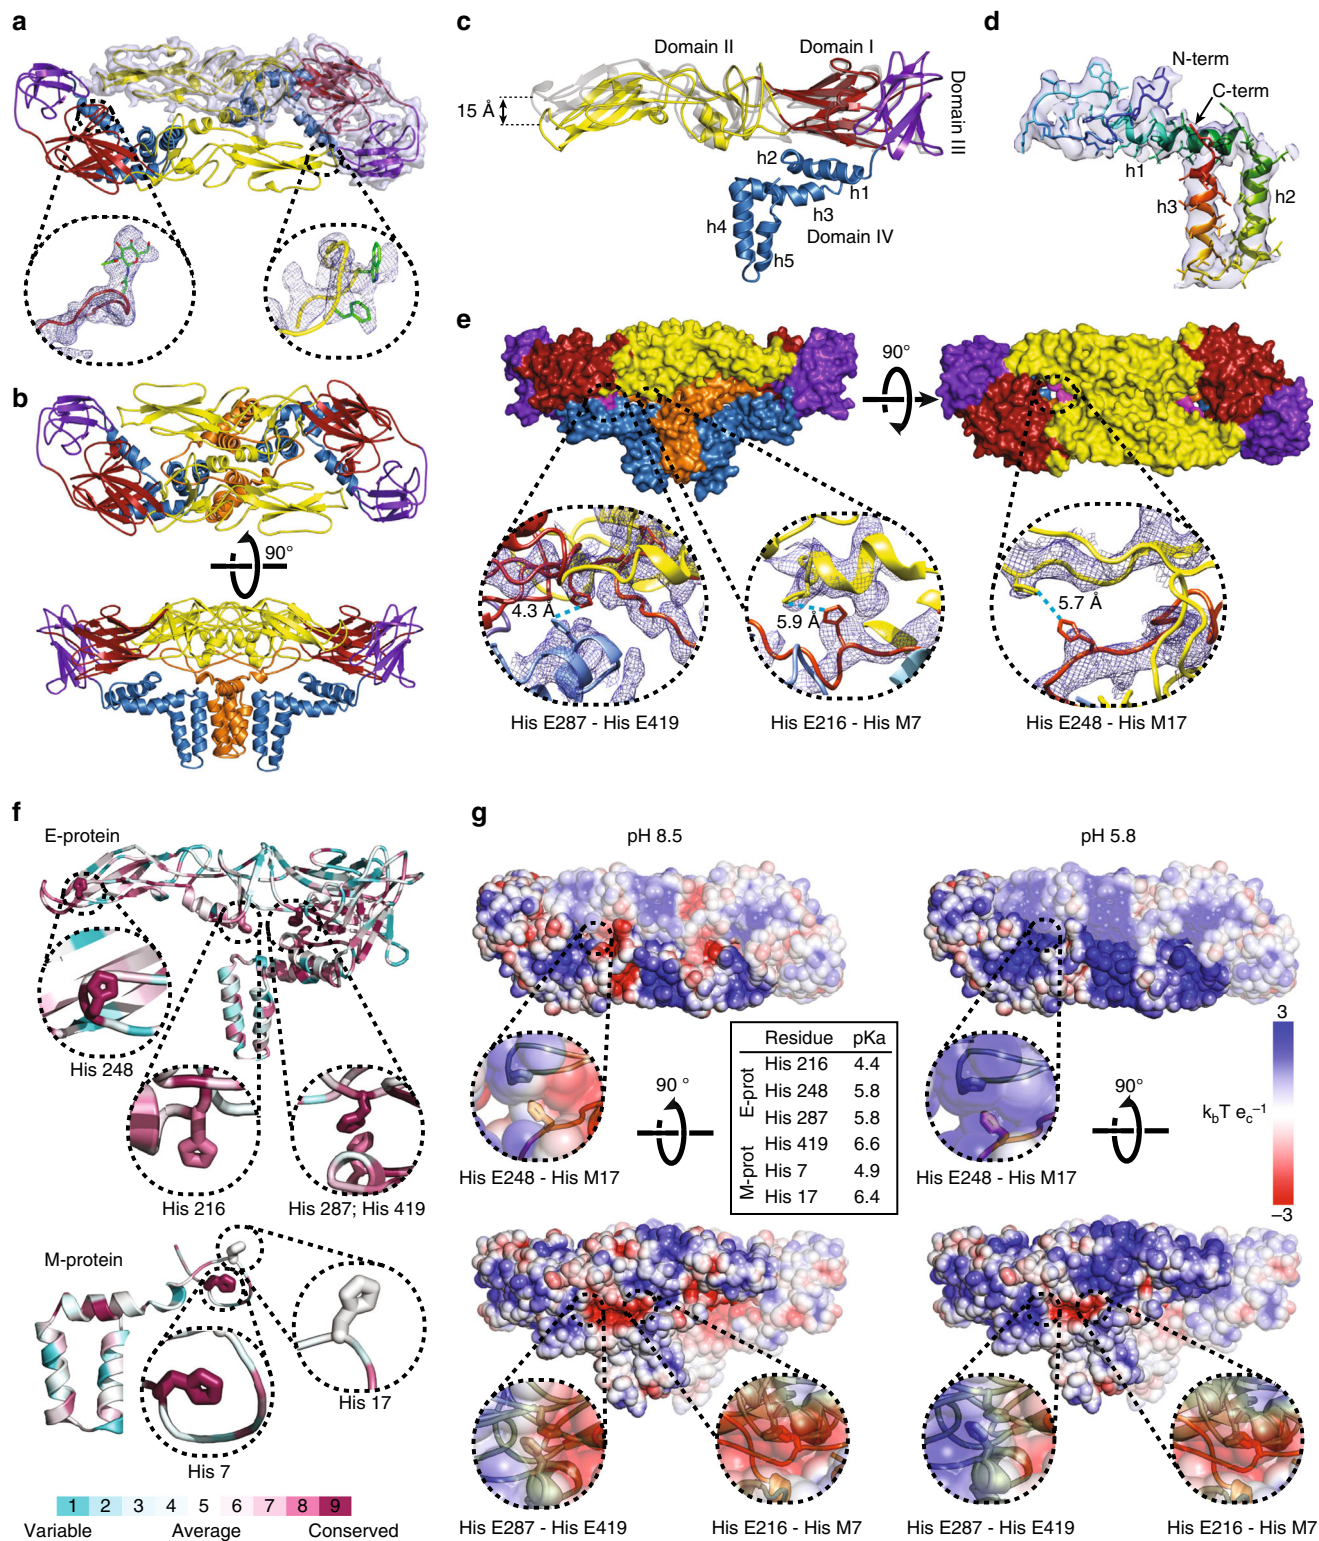 a
b
90°
c
Domain II
Domain I
Domain III
15 Å
h2
h1
h3
h4
Domain IV
h5
d
N-term
C-term
h1
h3
h2
e
90°
4.3 Å
5.9 Å
5.7 Å
His E287 - His E419
His E216 - His M7
His E248 - His M17
f
E-protein
His 248
His 216
His 287; His 419
M-protein
His 17
His 7
1 2 3 4 5 6 7 8 9
Variable Average Conserved
g
pH 8.5
pH 5.8
His E248 - His M17
90 °
Residue pKa
E-prot
His 216 4.4
His 248 5.8
His 287 5.8
His 419 6.6
M-prot
His 7 4.9
His 17 6.4
His E248 - His M17
90°
3
kbT ec–1
–3
His E287 - His E419
His E216 - His M7
His E287 - His E419
His E216 - His M7